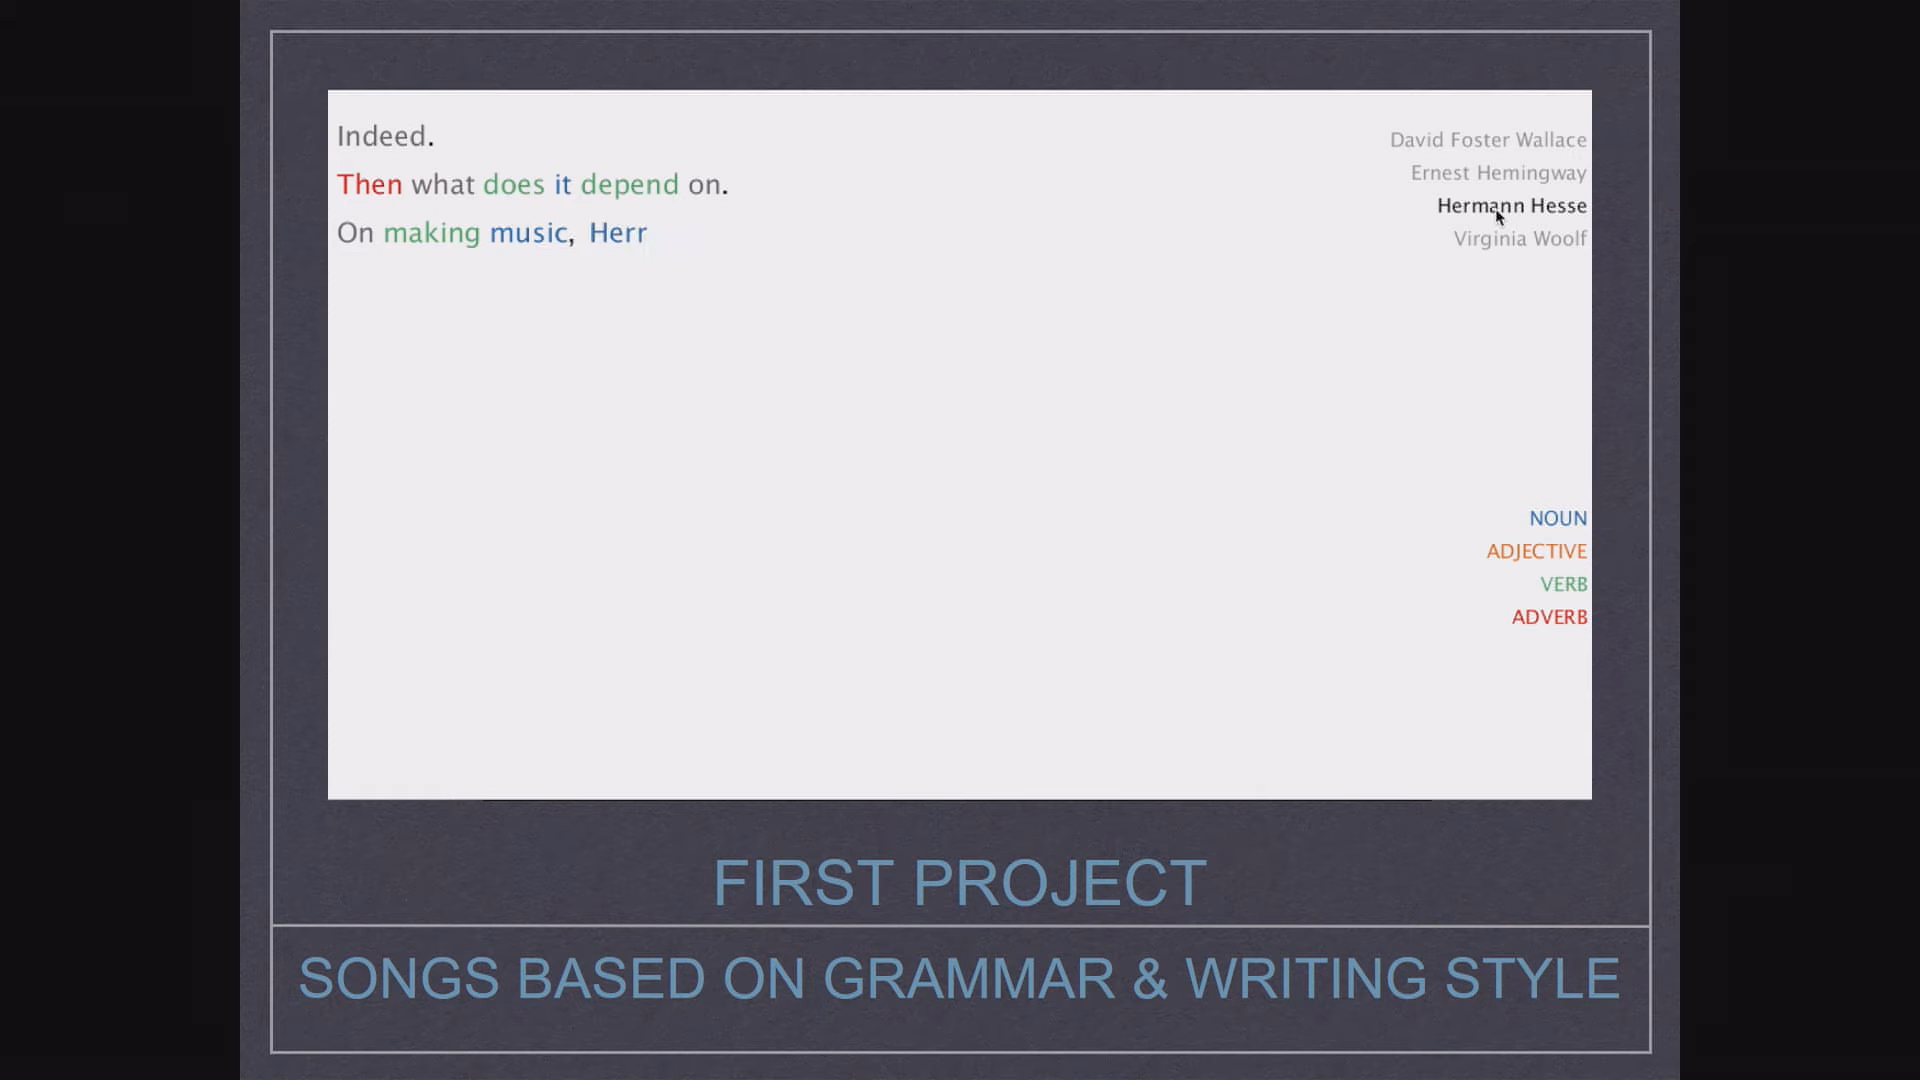 Indeed.
Then what does it depend on.
On making music, Herr
David Foster Wallace
Ernest Hemingway
Hermann Hesse
Virginia Woolf
NOUN
ADJECTIVE
VERB
ADVERB
FIRST PROJECT
SONGS BASED ON GRAMMAR & WRITING STYLE